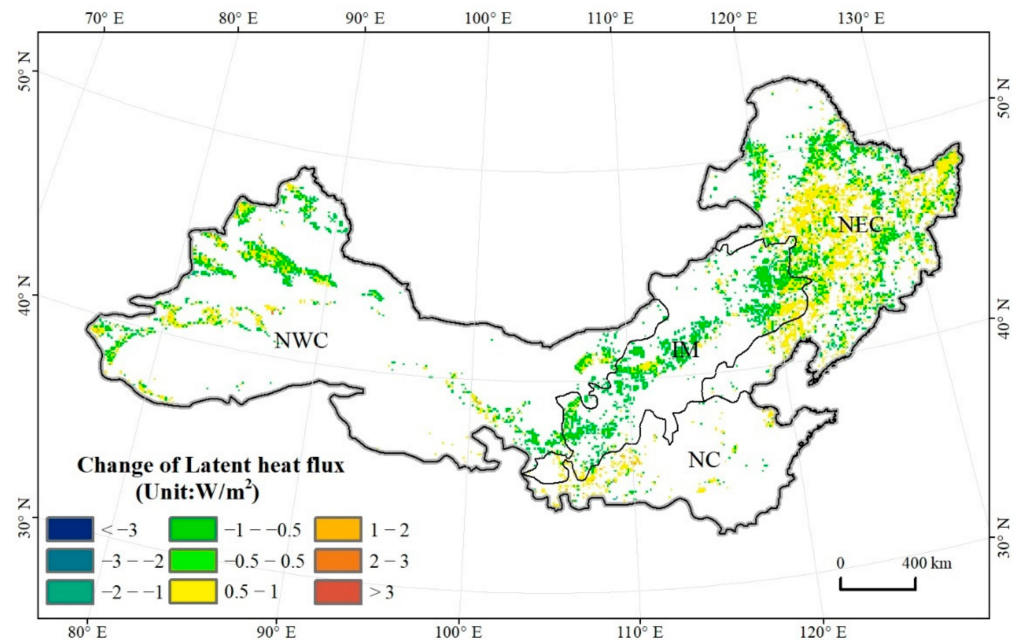 70° E 80° E 90° E 100° E 110° E 120° E 130° E
50° N
50° N
NEC
40° N
40° N
NWC
IM
NC
Change of Latent heat flux
(Unit:W/m²)
30° N
30° N
< −3 −1 − −0.5 1 − 2
−3 − −2 −0.5 − 0.5 2 − 3
−2 − −1 0.5 − 1 > 3
0 400 km
80° E 90° E 100° E 110° E 120° E